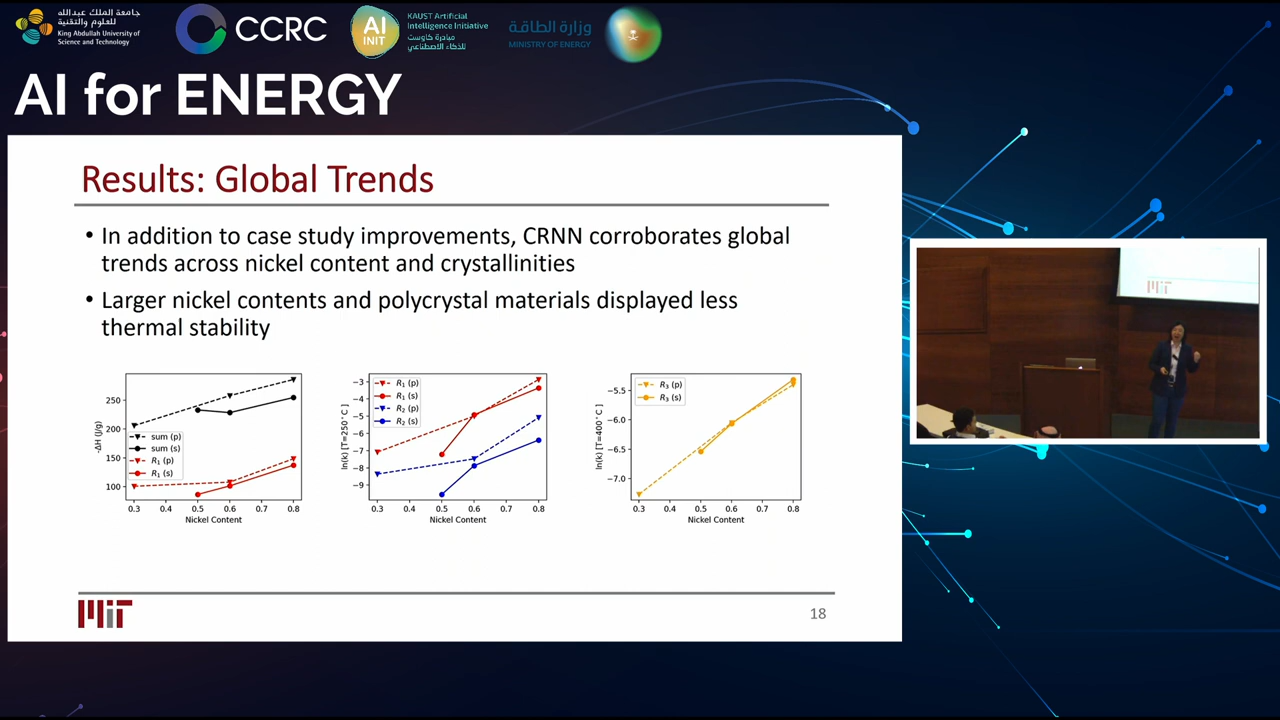 جامعة الملك عبدالله
للعلوم والتقنية
King Abdullah University of
Science and Technology
CCRC
AI
INIT
KAUST Artificial
Intelligence Initiative
مبادرة كاوست
للذكاء الاصطناعي
وزارة الطاقة
MINISTRY OF ENERGY
AI for ENERGY
Results: Global Trends
• In addition to case study improvements, CRNN corroborates global
trends across nickel content and crystallinities
• Larger nickel contents and polycrystal materials displayed less
thermal stability
-ΔH (J/g)
250
200
150
100
sum (p)
sum (s)
R1 (p)
R1 (s)
0.3 0.4 0.5 0.6 0.7 0.8
Nickel Content
ln(k) [T=250°C]
−3
−4
−5
−6
−7
−8
−9
R1 (p)
R1 (s)
R2 (p)
R2 (s)
0.3 0.4 0.5 0.6 0.7 0.8
Nickel Content
ln(k) [T=400°C]
−5.5
−6.0
−6.5
−7.0
R3 (p)
R3 (s)
0.3 0.4 0.5 0.6 0.7 0.8
Nickel Content
MIT
18
MIT